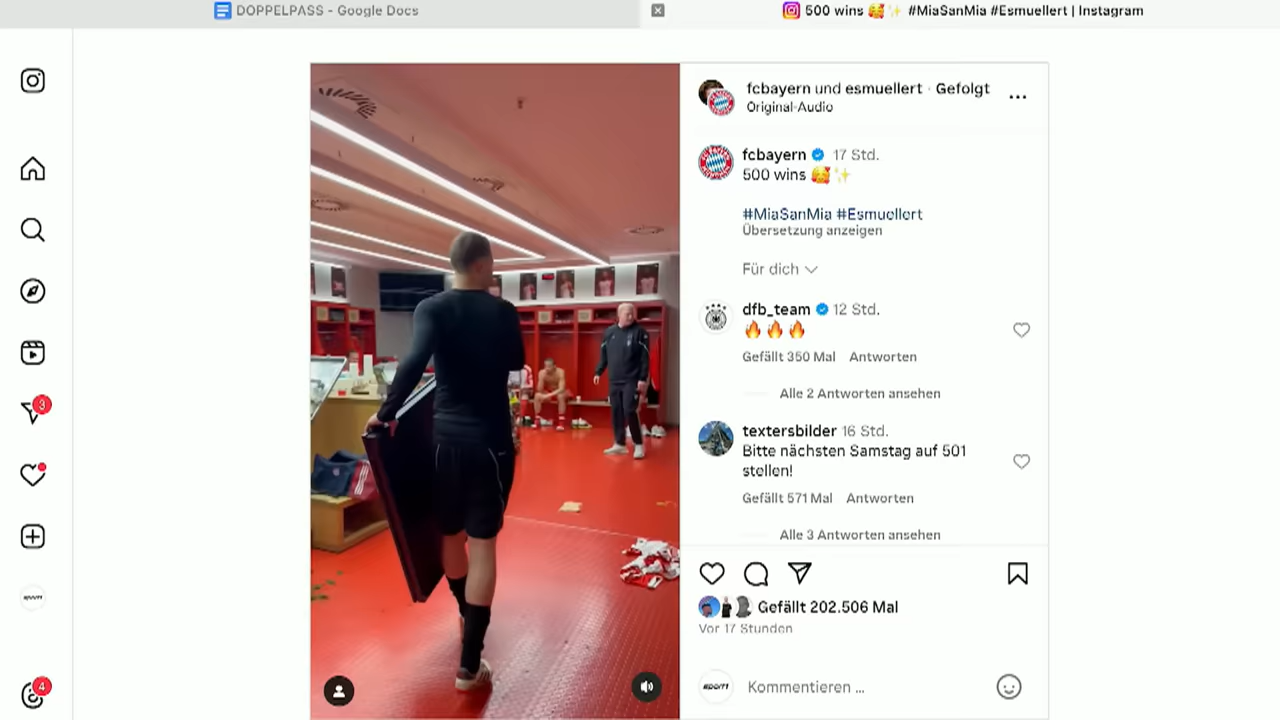 DOPPELPASS - Google Docs
500 wins 🥰✨ #MiaSanMia #Esmuellert | Instagram
fcbayern und esmuellert · Gefolgt
Original-Audio
fcbayern 17 Std.
500 wins 🥰✨
#MiaSanMia #Esmuellert
Übersetzung anzeigen
Für dich
dfb_team 12 Std.
🔥🔥🔥
Gefällt 350 Mal Antworten
Alle 2 Antworten ansehen
textersbilder 16 Std.
Bitte nächsten Samstag auf 501
stellen!
Gefällt 571 Mal Antworten
Alle 3 Antworten ansehen
Gefällt 202.506 Mal
Vor 17 Stunden
Kommentieren ...
3
4
sport1